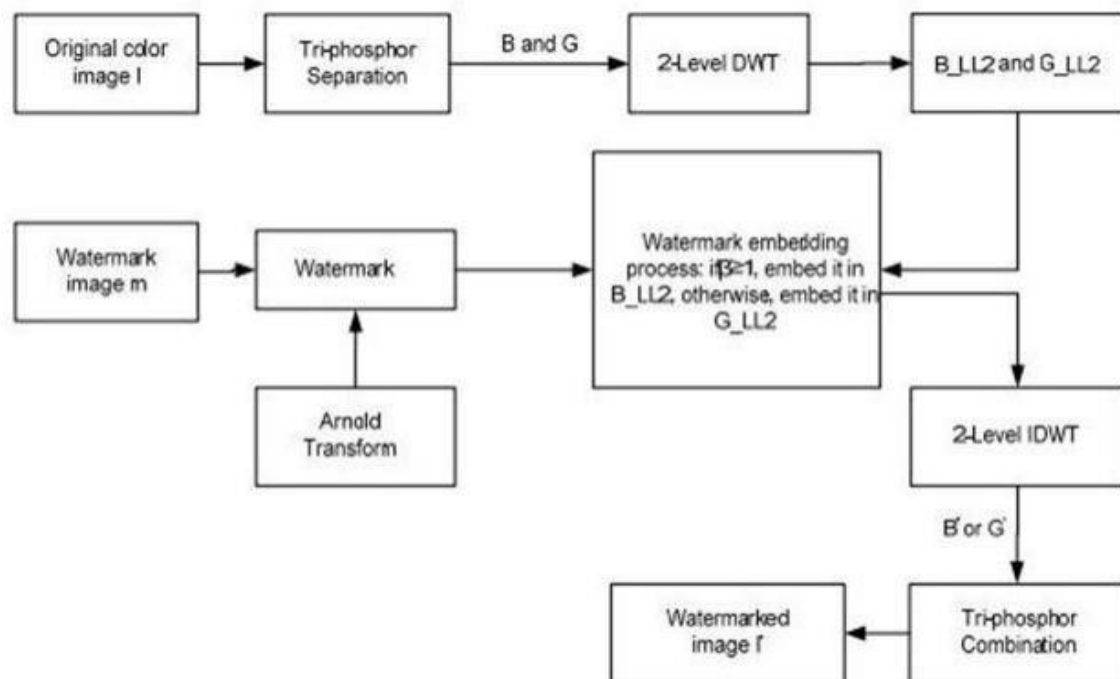 Original color
image I
Tri-phosphor
Separation
B and G
2-Level DWT
B_LL2 and G_LL2
Watermark
image m
Watermark
Watermark embedding
process: if β≥1, embed it in
B_LL2, otherwise, embed it in
G_LL2
Arnold
Transform
2-Level IDWT
B' or G'
Tri-phosphor
Combination
Watermarked
image I'